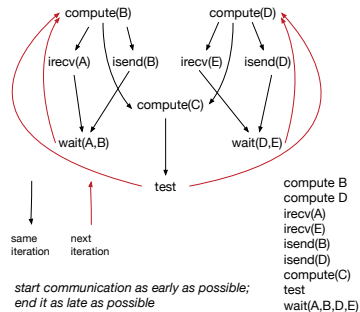 compute(B)
compute(D)
irecv(A)
isend(B)
irecv(E)
isend(D)
compute(C)
wait(A,B)
wait(D,E)
test
same
iteration
next
iteration
start communication as early as possible;
end it as late as possible
compute B
compute D
irecv(A)
irecv(E)
isend(B)
isend(D)
compute(C)
test
wait(A,B,D,E)